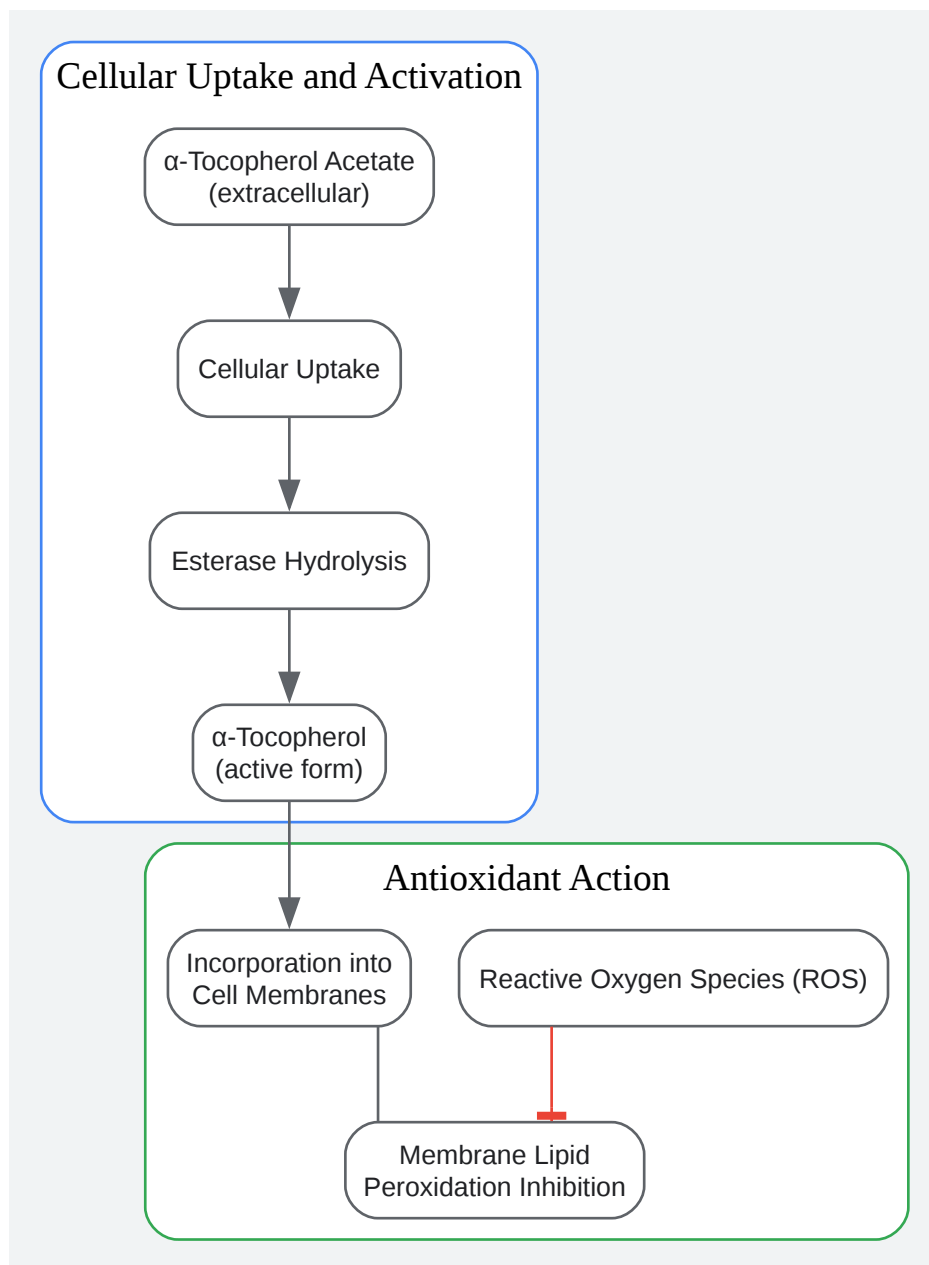 Cellular Uptake and Activation
α-Tocopherol Acetate
(extracellular)
Cellular Uptake
Esterase Hydrolysis
α-Tocopherol
(active form)
Antioxidant Action
Incorporation into
Cell Membranes
Reactive Oxygen Species (ROS)
Membrane Lipid
Peroxidation Inhibition